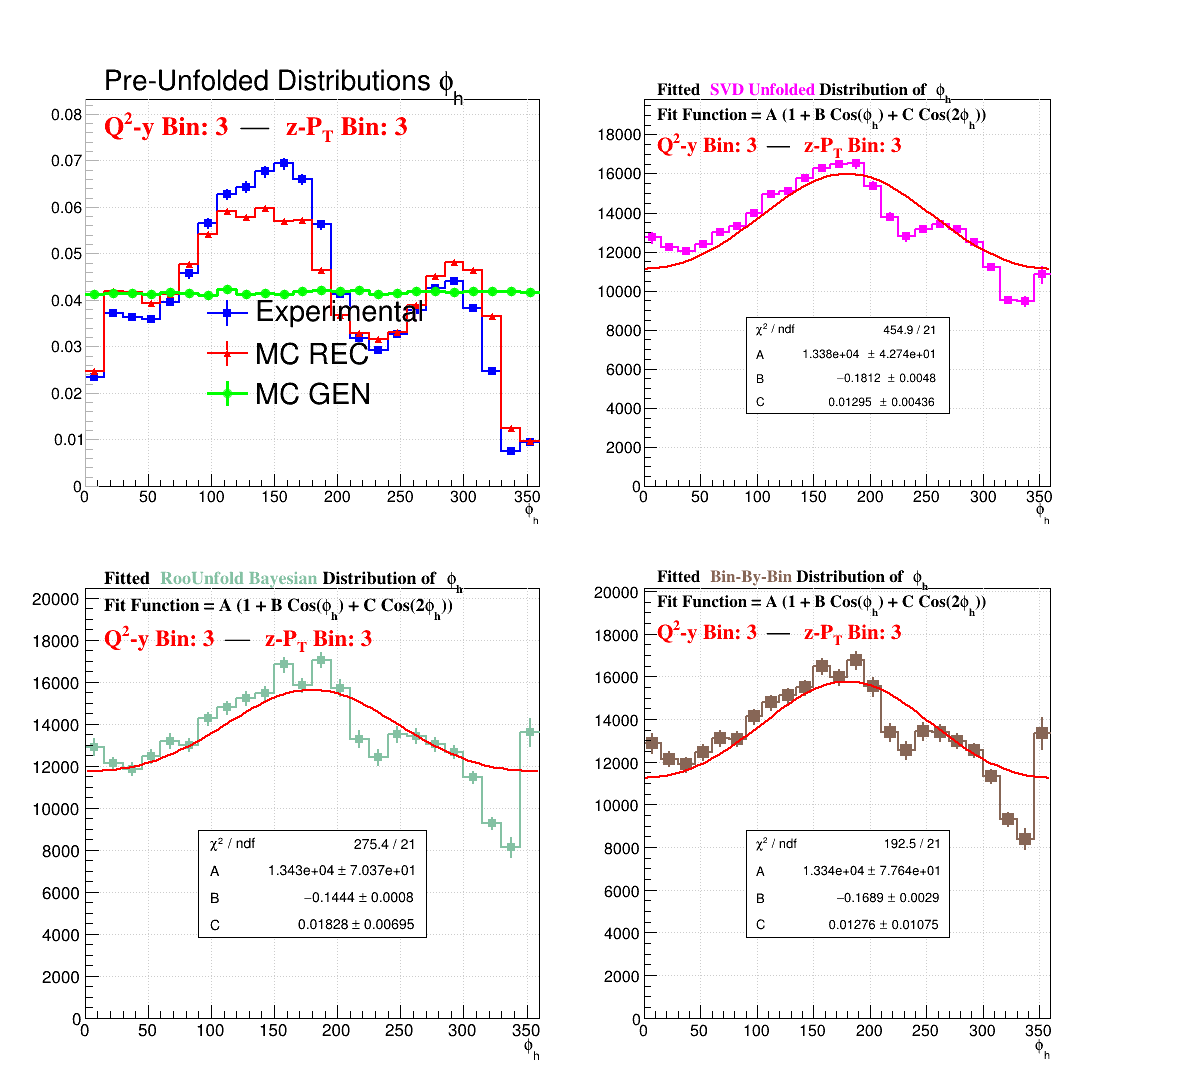 Pre-Unfolded Distributions ϕh
Q²-y Bin: 3 — z-PT Bin: 3
0.08
0.07
0.06
0.05
0.04
0.03
0.02
0.01
0
Experimental
MC REC
MC GEN
0 50 100 150 200 250 300 350
ϕh
Fitted SVD Unfolded Distribution of ϕh
Fit Function = A (1 + B Cos(ϕh) + C Cos(2ϕh))
Q²-y Bin: 3 — z-PT Bin: 3
18000
16000
14000
12000
10000
8000
6000
4000
2000
0
χ² / ndf 454.9 / 21
A 1.338e+04 ± 4.274e+01
B −0.1812 ± 0.0048
C 0.01295 ± 0.00436
0 50 100 150 200 250 300 350
ϕh
Fitted RooUnfold Bayesian Distribution of ϕh
Fit Function = A (1 + B Cos(ϕh) + C Cos(2ϕh))
Q²-y Bin: 3 — z-PT Bin: 3
20000
18000
16000
14000
12000
10000
8000
6000
4000
2000
0
χ² / ndf 275.4 / 21
A 1.343e+04 ± 7.037e+01
B −0.1444 ± 0.0008
C 0.01828 ± 0.00695
0 50 100 150 200 250 300 350
ϕh
Fitted Bin-By-Bin Distribution of ϕh
Fit Function = A (1 + B Cos(ϕh) + C Cos(2ϕh))
Q²-y Bin: 3 — z-PT Bin: 3
20000
18000
16000
14000
12000
10000
8000
6000
4000
2000
0
χ² / ndf 192.5 / 21
A 1.334e+04 ± 7.764e+01
B −0.1689 ± 0.0029
C 0.01276 ± 0.01075
0 50 100 150 200 250 300 350
ϕh